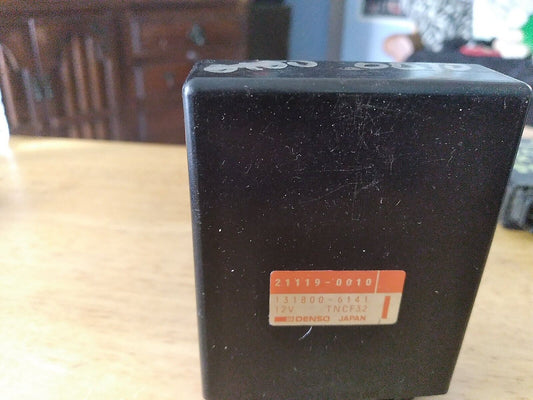 21119-0010
131800-6141
12V TNCF32
DENSO JAPAN